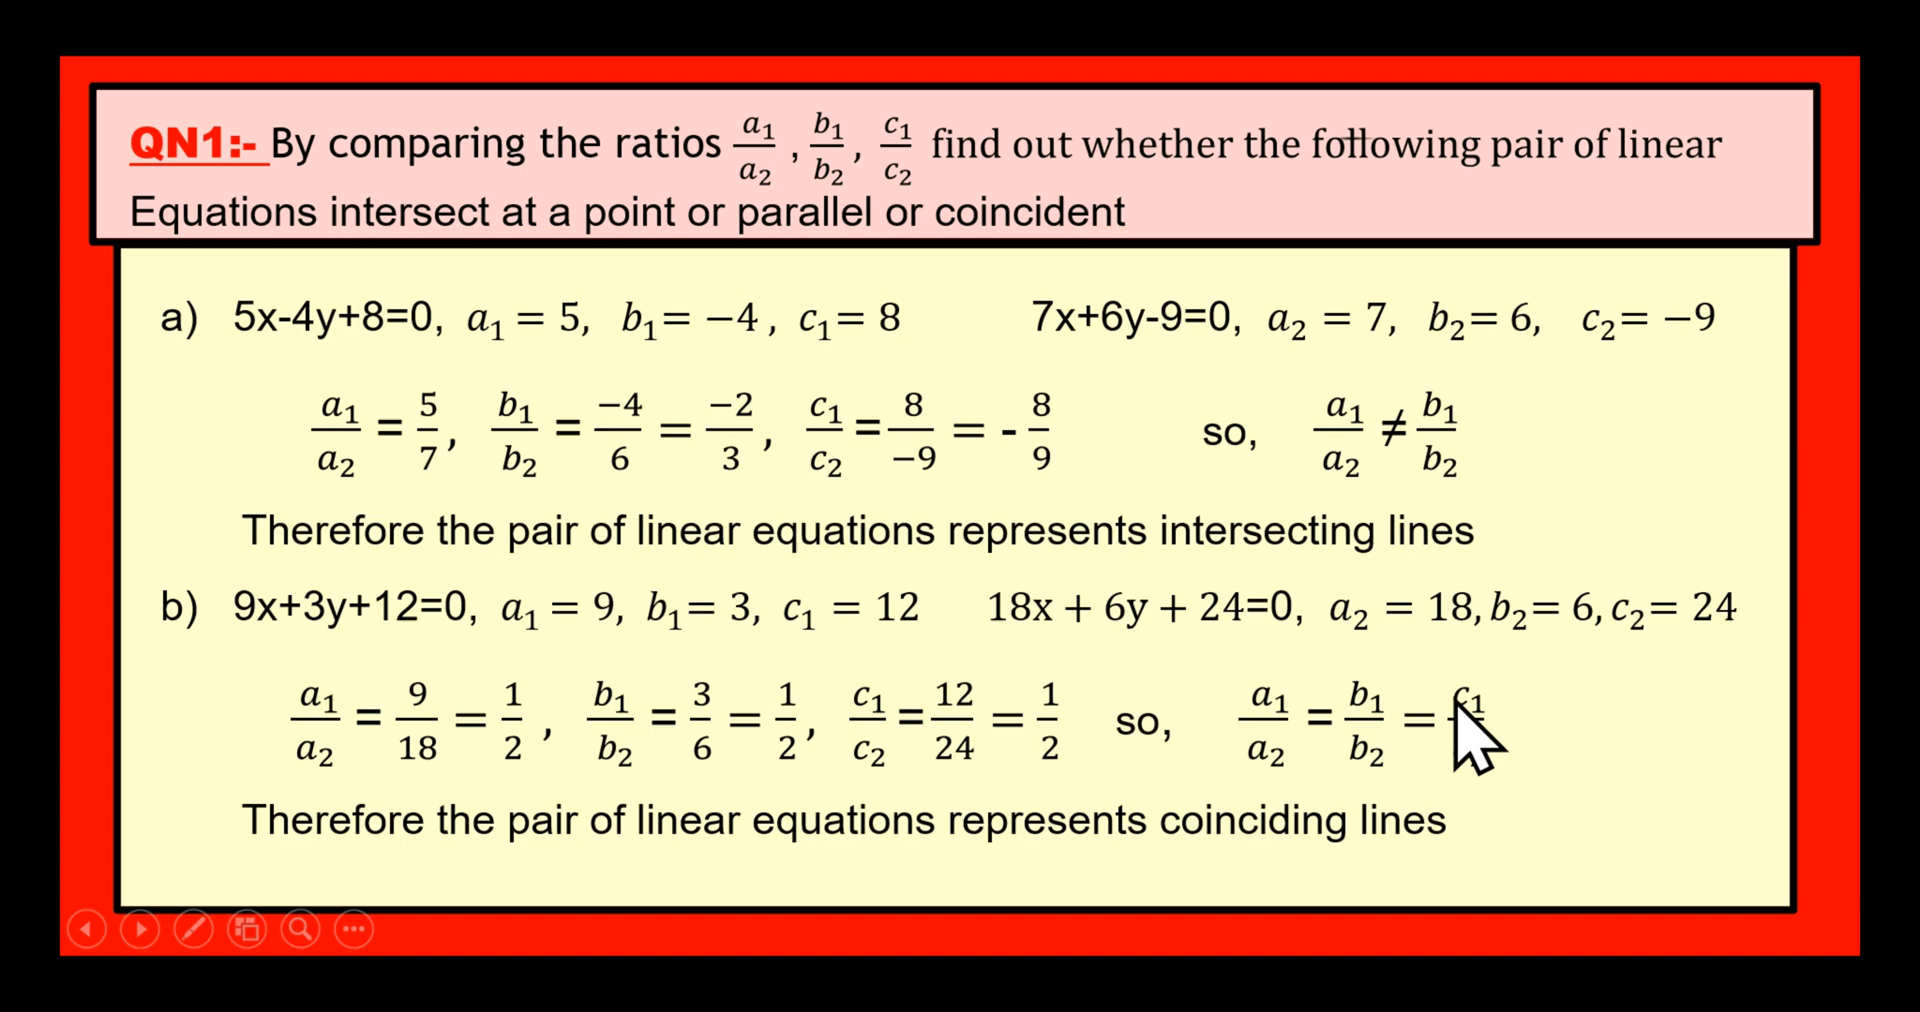 QN1:- By comparing the ratios a₁/a₂ , b₁/b₂, c₁/c₂ find out whether the following pair of linear
Equations intersect at a point or parallel or coincident
a) 5x-4y+8=0, a₁ = 5, b₁= −4 , c₁= 8 7x+6y-9=0, a₂ = 7, b₂= 6, c₂= −9
a₁/a₂ = 5/7, b₁/b₂ = −4/6 = −2/3, c₁/c₂ = 8/−9 = - 8/9 so, a₁/a₂ ≠ b₁/b₂
Therefore the pair of linear equations represents intersecting lines
b) 9x+3y+12=0, a₁ = 9, b₁= 3, c₁ = 12 18x + 6y + 24=0, a₂ = 18, b₂= 6, c₂= 24
a₁/a₂ = 9/18 = 1/2 , b₁/b₂ = 3/6 = 1/2, c₁/c₂ = 12/24 = 1/2 so, a₁/a₂ = b₁/b₂ = c₁
Therefore the pair of linear equations represents coinciding lines